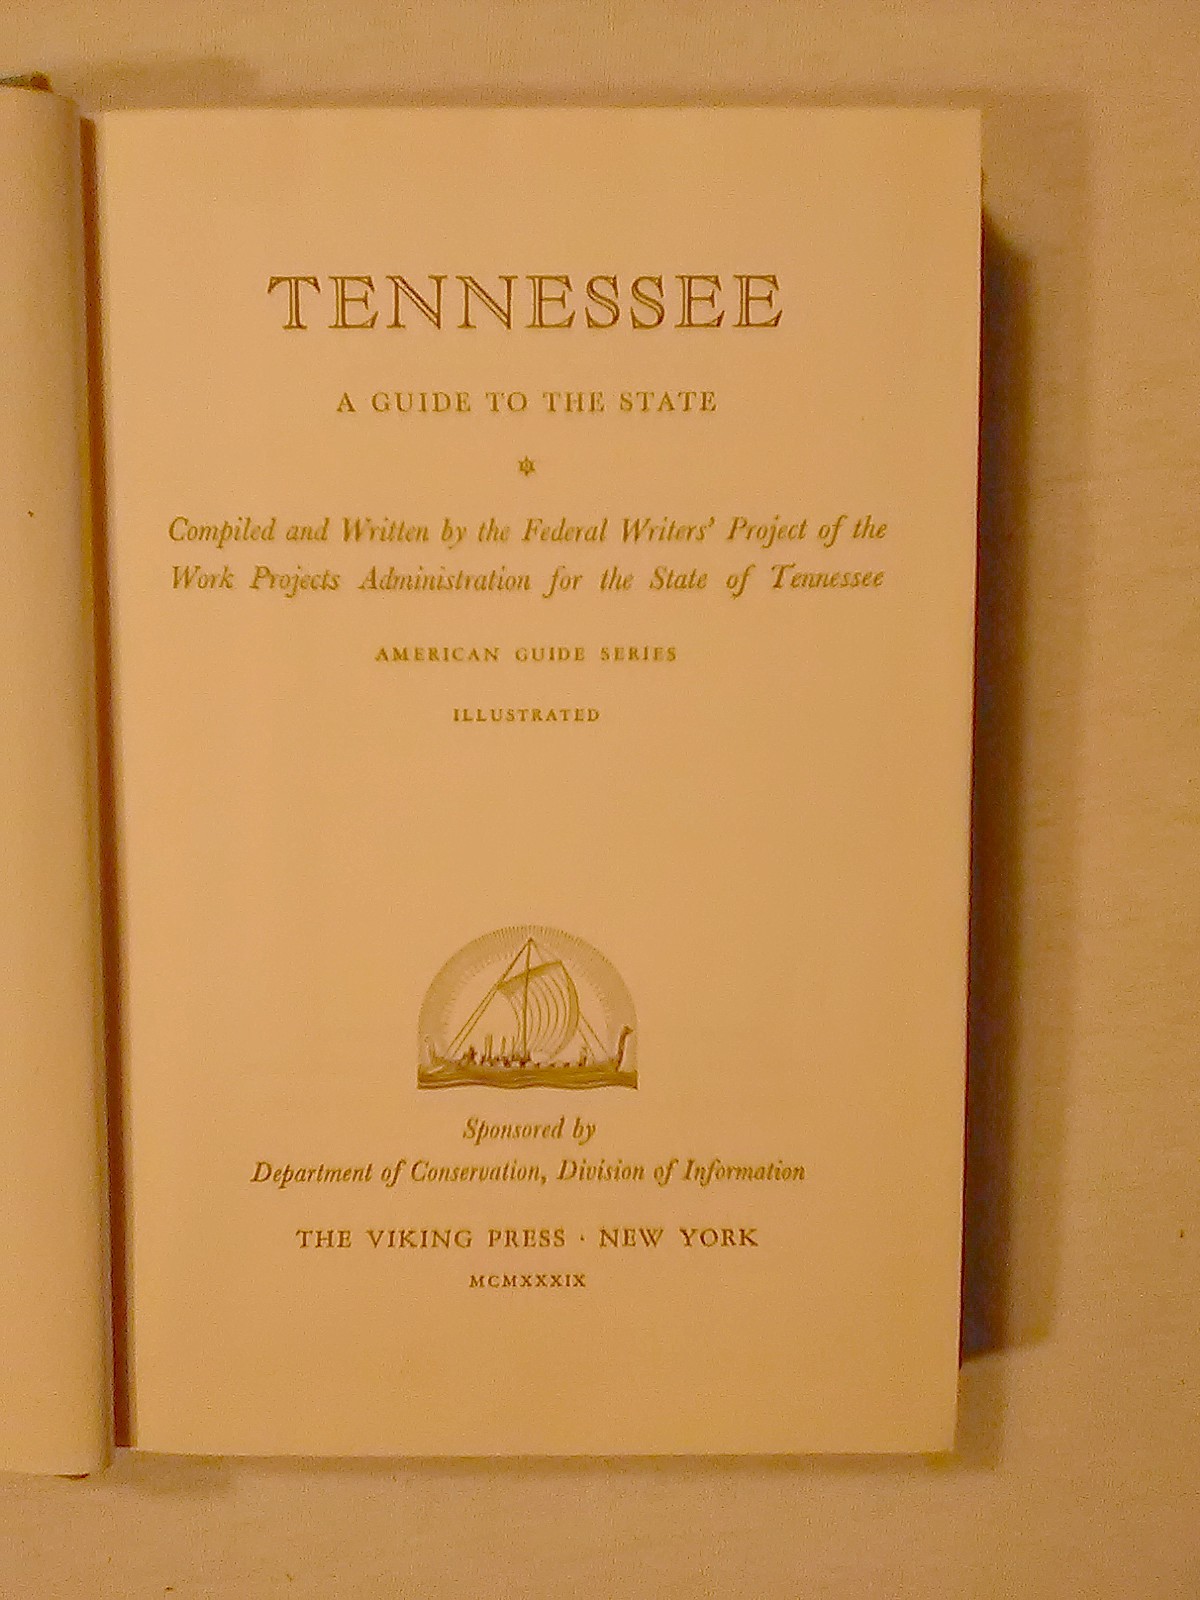 TENNESSEE
A GUIDE TO THE STATE
Compiled and Written by the Federal Writers' Project of the
Work Projects Administration for the State of Tennessee
AMERICAN GUIDE SERIES
ILLUSTRATED
Sponsored by
Department of Conservation, Division of Information
THE VIKING PRESS · NEW YORK
MCMXXXIX